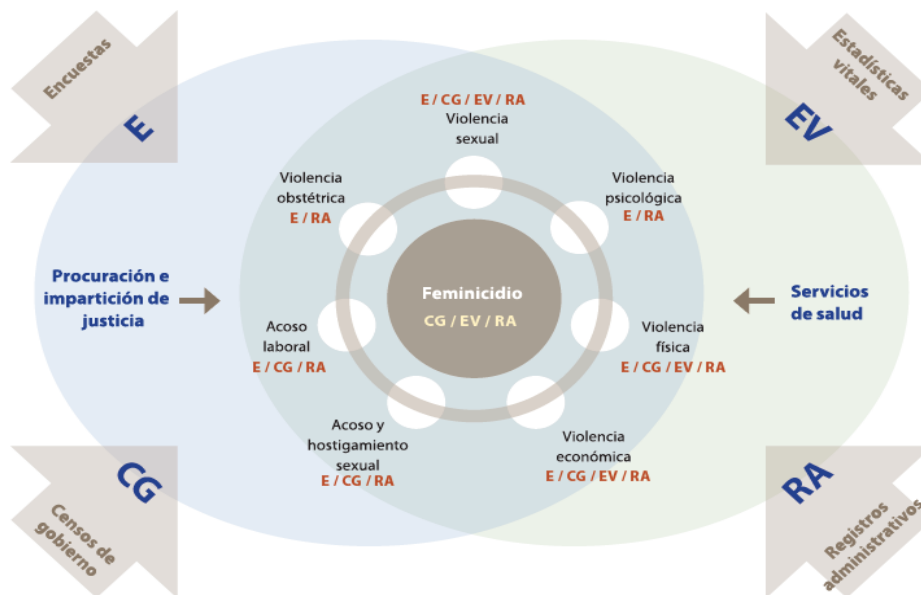 Encuestas
E
Estadísticas
vitales
EV
E / CG / EV / RA
Violencia
sexual
Violencia
obstétrica
E / RA
Violencia
psicológica
E / RA
Procuración e
impartición de
justicia
Feminicidio
CG / EV / RA
Servicios
de salud
Acoso
laboral
E / CG / RA
Violencia
física
E / CG / EV / RA
Acoso y
hostigamiento
sexual
E / CG / RA
Violencia
económica
E / CG / EV / RA
CG
Censos de
gobierno
RA
Registros
administrativos